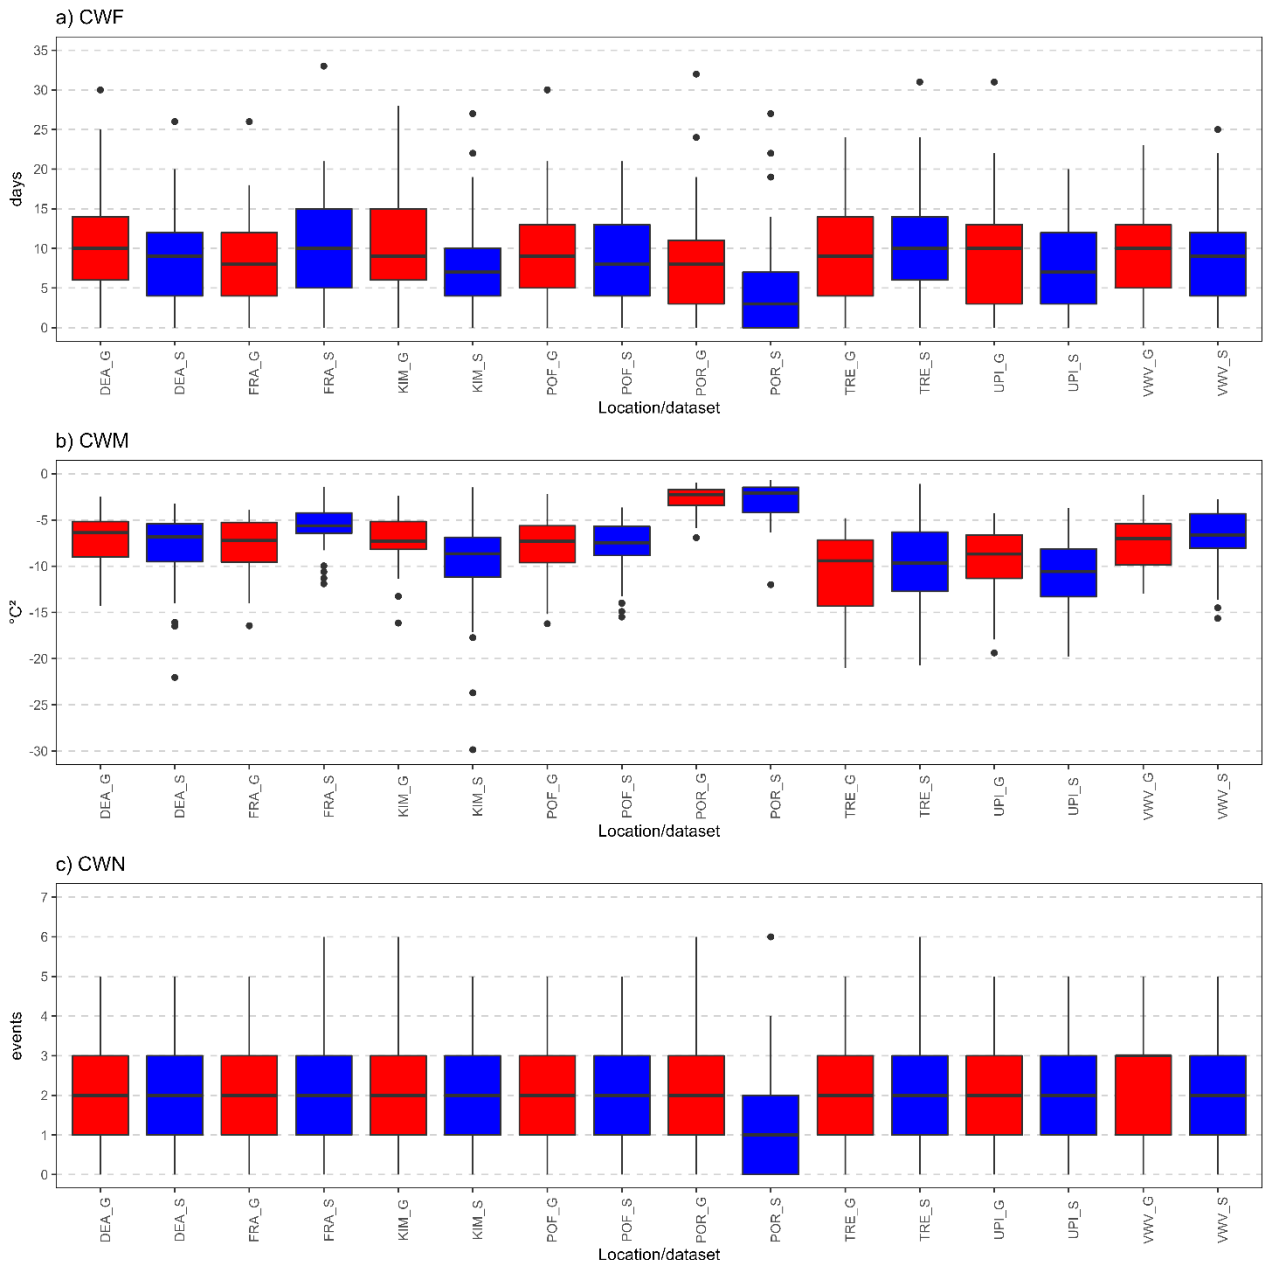 a) CWF
35
30
25
20
15
10
5
0
days
DEA_G DEA_S FRA_G FRA_S KIM_G KIM_S POF_G POF_S POR_G POR_S TRE_G TRE_S UPI_G UPI_S VWV_G VWV_S
Location/dataset
b) CWM
0
-5
-10
-15
-20
-25
-30
°C²
DEA_G DEA_S FRA_G FRA_S KIM_G KIM_S POF_G POF_S POR_G POR_S TRE_G TRE_S UPI_G UPI_S VWV_G VWV_S
Location/dataset
c) CWN
7
6
5
4
3
2
1
0
events
DEA_G DEA_S FRA_G FRA_S KIM_G KIM_S POF_G POF_S POR_G POR_S TRE_G TRE_S UPI_G UPI_S VWV_G VWV_S
Location/dataset